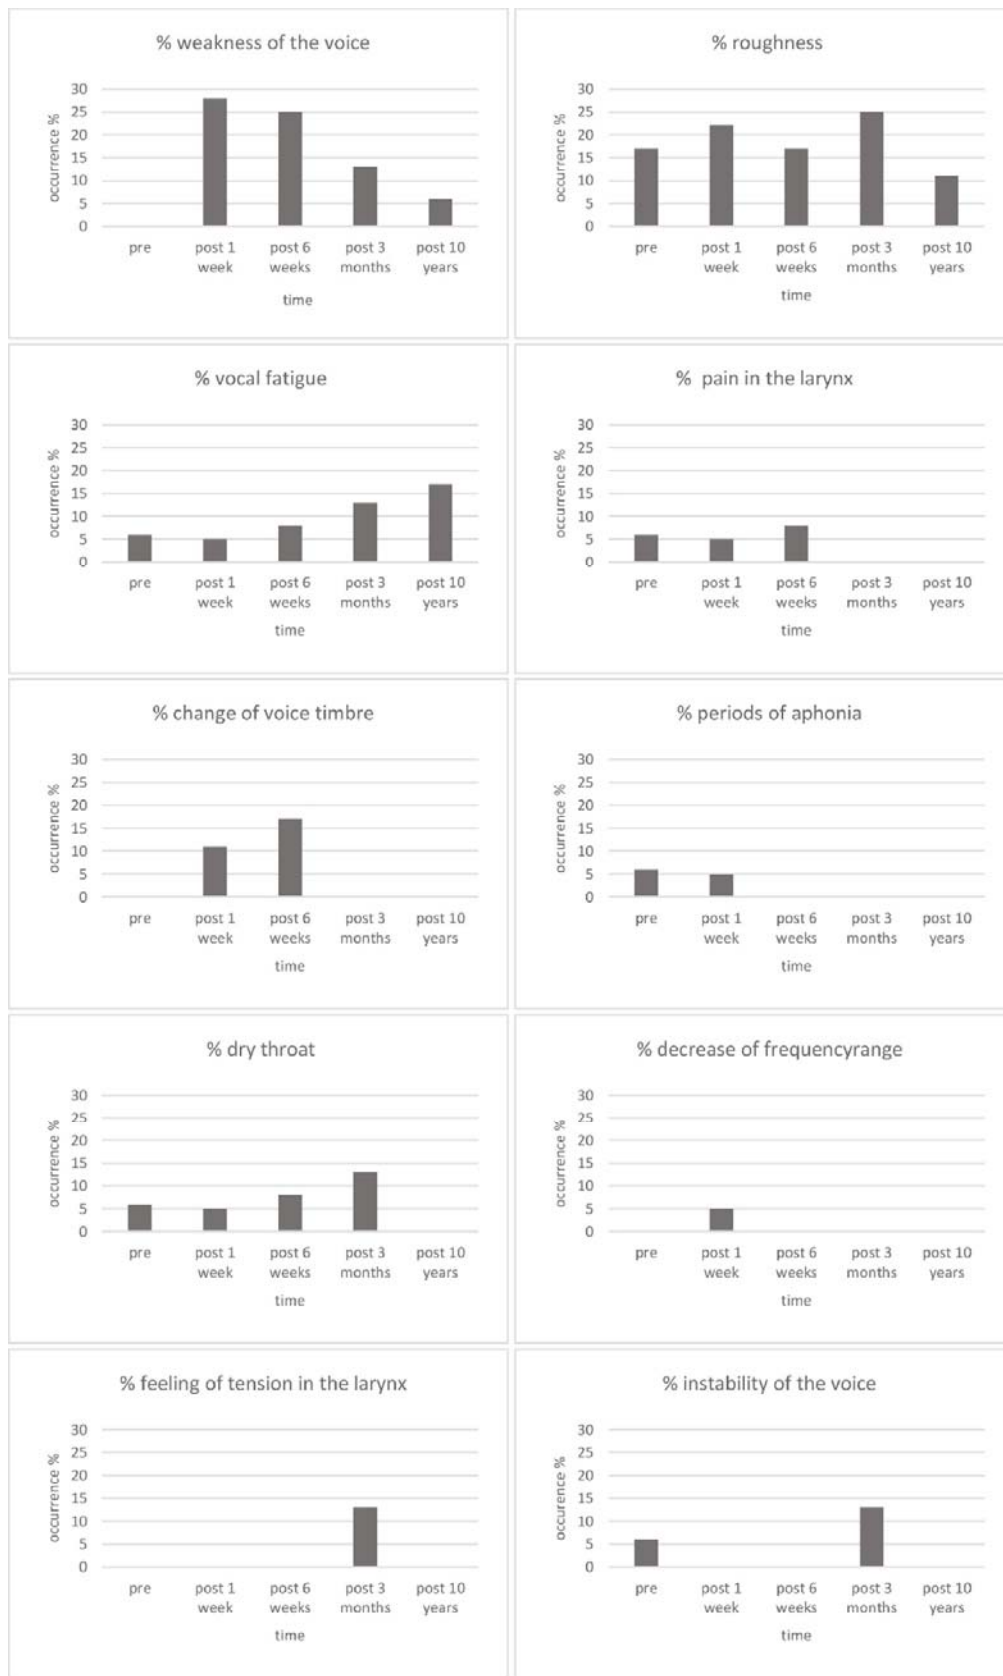 % weakness of the voice
occurrence %
30
25
20
15
10
5
0
pre
post 1
week
post 6
weeks
post 3
months
post 10
years
time
% roughness
occurrence %
30
25
20
15
10
5
0
pre
post 1
week
post 6
weeks
post 3
months
post 10
years
time
% vocal fatigue
occurrence %
30
25
20
15
10
5
0
pre
post 1
week
post 6
weeks
post 3
months
post 10
years
time
% pain in the larynx
occurrence %
30
25
20
15
10
5
0
pre
post 1
week
post 6
weeks
post 3
months
post 10
years
time
% change of voice timbre
occurrence %
30
25
20
15
10
5
0
pre
post 1
week
post 6
weeks
post 3
months
post 10
years
time
% periods of aphonia
occurrence %
30
25
20
15
10
5
0
pre
post 1
week
post 6
weeks
post 3
months
post 10
years
time
% dry throat
occurrence %
30
25
20
15
10
5
0
pre
post 1
week
post 6
weeks
post 3
months
post 10
years
time
% decrease of frequencyrange
occurrence %
30
25
20
15
10
5
0
pre
post 1
week
post 6
weeks
post 3
months
post 10
years
time
% feeling of tension in the larynx
occurrence %
30
25
20
15
10
5
0
pre
post 1
week
post 6
weeks
post 3
months
post 10
years
time
% instability of the voice
occurence %
30
25
20
15
10
5
0
pre
post 1
week
post 6
weeks
post 3
months
post 10
years
time